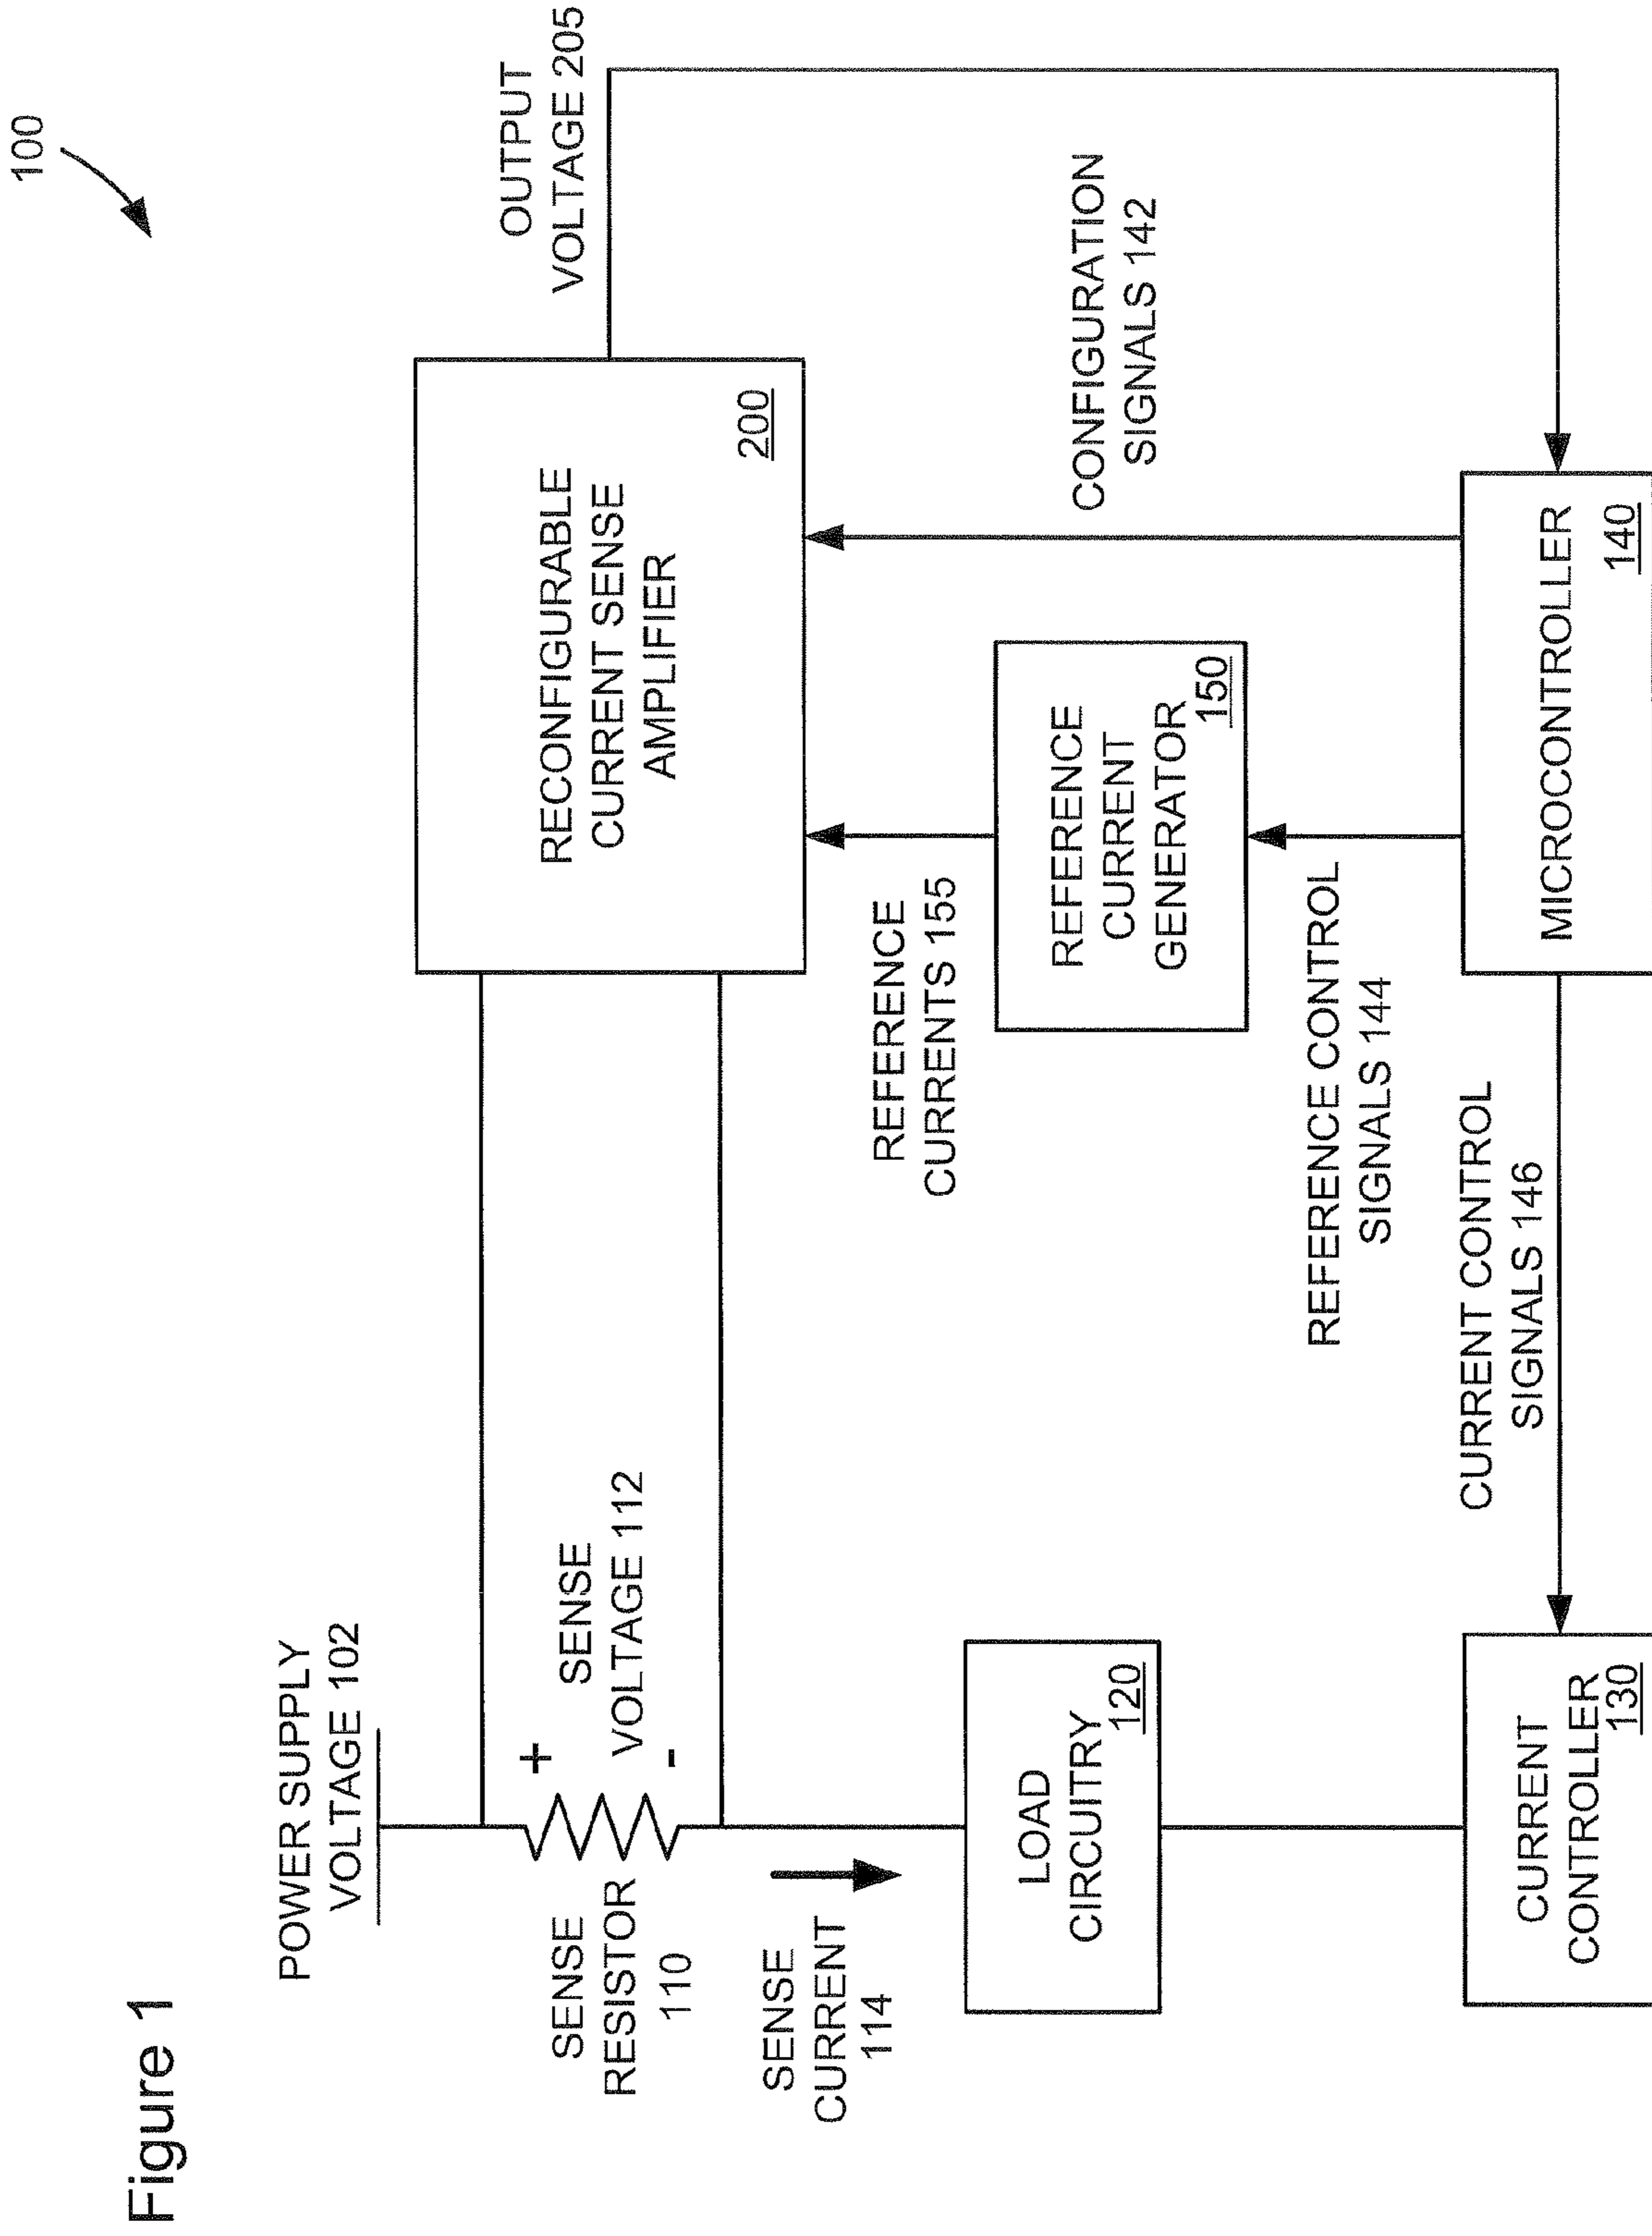 Figure 1
100
POWER SUPPLY
VOLTAGE 102
SENSE
RESISTOR
110
+
-
SENSE
VOLTAGE 112
SENSE
CURRENT
114
OUTPUT
VOLTAGE 205
RECONFIGURABLE
CURRENT SENSE
AMPLIFIER
200
REFERENCE
CURRENTS 155
CONFIGURATION
SIGNALS 142
LOAD
CIRCUITRY
120
REFERENCE
CURRENT
GENERATOR
150
REFERENCE CONTROL
SIGNALS 144
CURRENT CONTROL
SIGNALS 146
CURRENT
CONTROLLER
130
MICROCONTROLLER
140